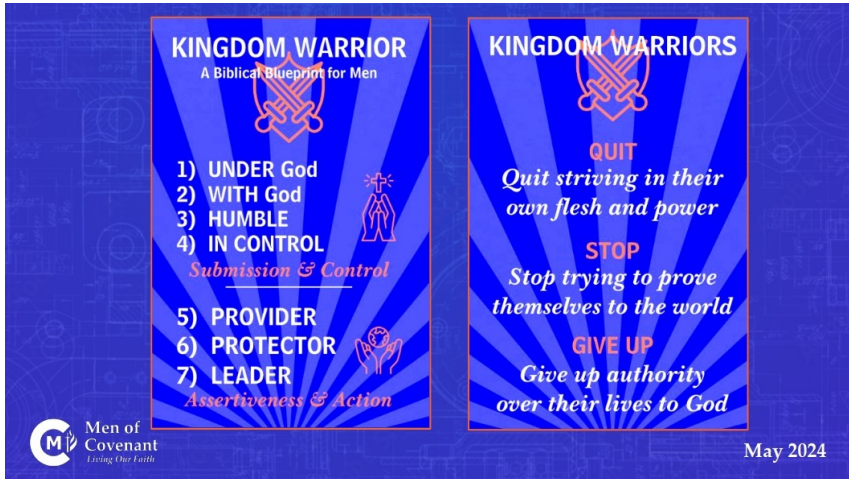 KINGDOM WARRIOR
A Biblical Blueprint for Men
1) UNDER God
2) WITH God
3) HUMBLE
4) IN CONTROL
Submission & Control
5) PROVIDER
6) PROTECTOR
7) LEADER
Assertiveness & Action
KINGDOM WARRIORS
QUIT
Quit striving in their
own flesh and power
STOP
Stop trying to prove
themselves to the world
GIVE UP
Give up authority
over their lives to God
C M
Men of
Covenant
Living Our Faith
May 2024